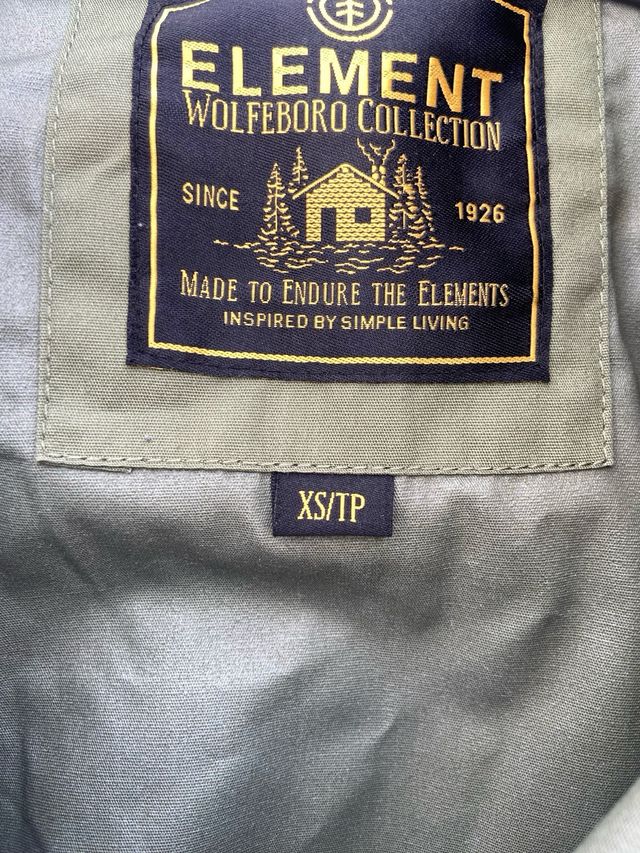 ELEMENT
WOLFEBORO COLLECTION
SINCE 1926
MADE TO ENDURE THE ELEMENTS
INSPIRED BY SIMPLE LIVING
XS/TP